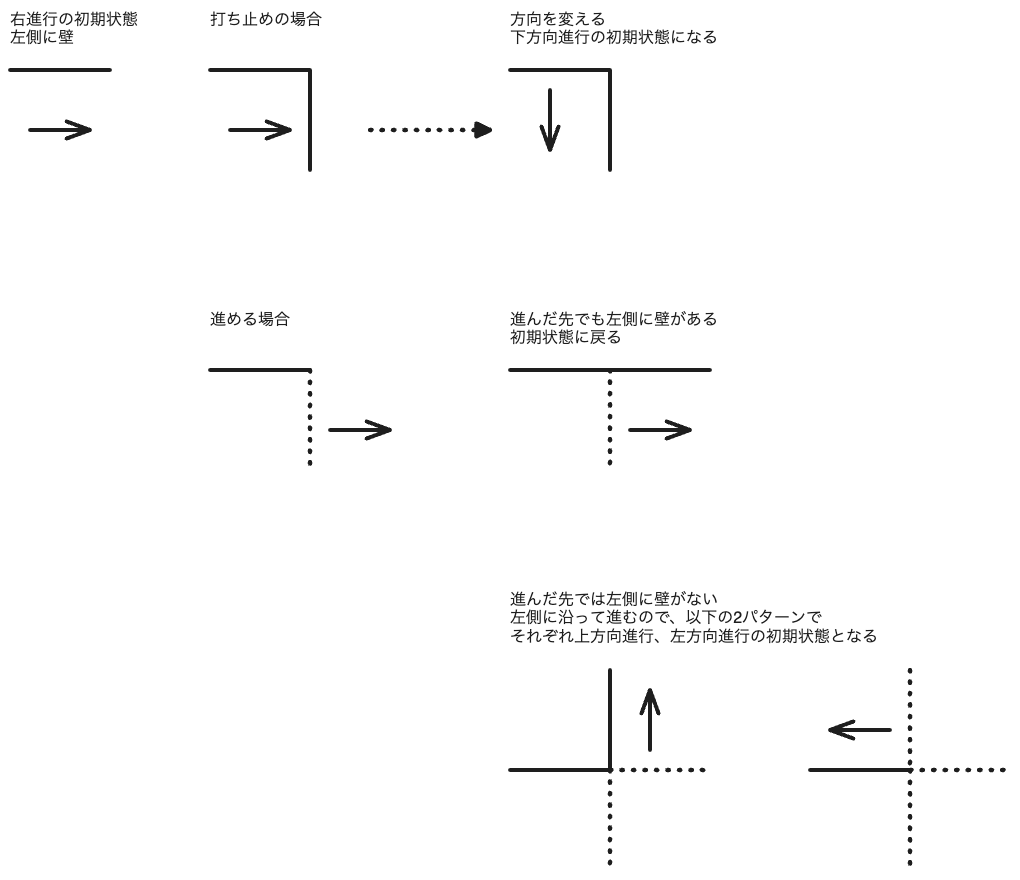 右進行の初期状態
左側に壁
打ち止めの場合
方向を変える
下方向進行の初期状態になる
進める場合
進んだ先でも左側に壁がある
初期状態に戻る
進んだ先では左側に壁がない
左側に沿って進むので、以下の2パターンで
それぞれ上方向進行、左方向進行の初期状態となる